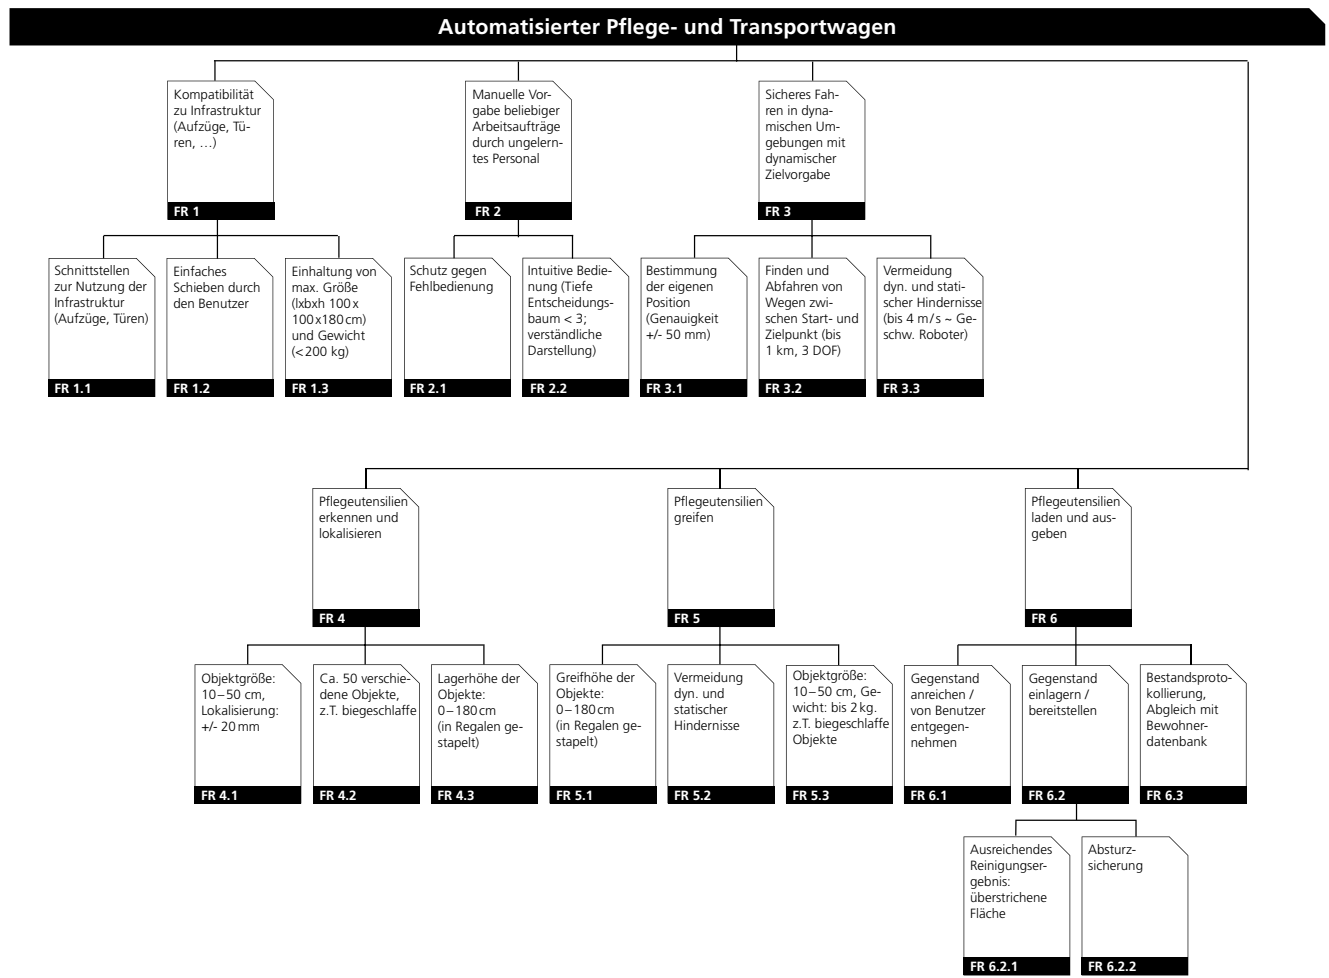 Automatisierter Pflege- und Transportwagen
Kompatibilität
zu Infrastruktur
(Aufzüge, Tü-
ren, …)
FR 1
Manuelle Vor-
gabe beliebiger
Arbeitsaufträge
durch ungelern-
tes Personal
FR 2
Sicheres Fah-
ren in dyna-
mischen Um-
gebungen mit
dynamischer
Zielvorgabe
FR 3
Schnittstellen
zur Nutzung der
Infrastruktur
(Aufzüge, Türen)
FR 1.1
Einfaches
Schieben durch
den Benutzer
FR 1.2
Einhaltung von
max. Größe
(lxbxh 100 x
100 x 180 cm)
und Gewicht
(< 200 kg)
FR 1.3
Schutz gegen
Fehlbedienung
FR 2.1
Intuitive Bedie-
nung (Tiefe
Entscheidungs-
baum < 3;
verständliche
Darstellung)
FR 2.2
Bestimmung
der eigenen
Position
(Genauigkeit
+/- 50 mm)
FR 3.1
Finden und
Abfahren von
Wegen zwi-
schen Start- und
Zielpunkt (bis
1 km, 3 DOF)
FR 3.2
Vermeidung
dyn. und stati-
scher Hindernisse
(bis 4 m/s ~ Ge-
schw. Roboter)
FR 3.3
Pflegeutensilien
erkennen und
lokalisieren
FR 4
Pflegeutensilien
greifen
FR 5
Pflegeutensilien
laden und aus-
geben
FR 6
Objektgröße:
10 – 50 cm,
Lokalisierung:
+/- 20 mm
FR 4.1
Ca. 50 verschie-
dene Objekte,
z.T. biegeschlaffe
FR 4.2
Lagerhöhe der
Objekte:
0 – 180 cm
(in Regalen ge-
stapelt)
FR 4.3
Greifhöhe der
Objekte:
0 – 180 cm
(in Regalen ge-
stapelt)
FR 5.1
Vermeidung
dyn. und
statischer
Hindernisse
FR 5.2
Objektgröße:
10 – 50 cm, Ge-
wicht: bis 2 kg.
z.T. biegeschlaffe
Objekte
FR 5.3
Gegenstand
anreichen /
von Benutzer
entgegen-
nehmen
FR 6.1
Gegenstand
einlagern /
bereitstellen
FR 6.2
Bestandsproto-
kollierung,
Abgleich mit
Bewohner-
datenbank
FR 6.3
Ausreichendes
Reinigungser-
gebnis:
überstrichene
Fläche
FR 6.2.1
Absturz-
sicherung
FR 6.2.2